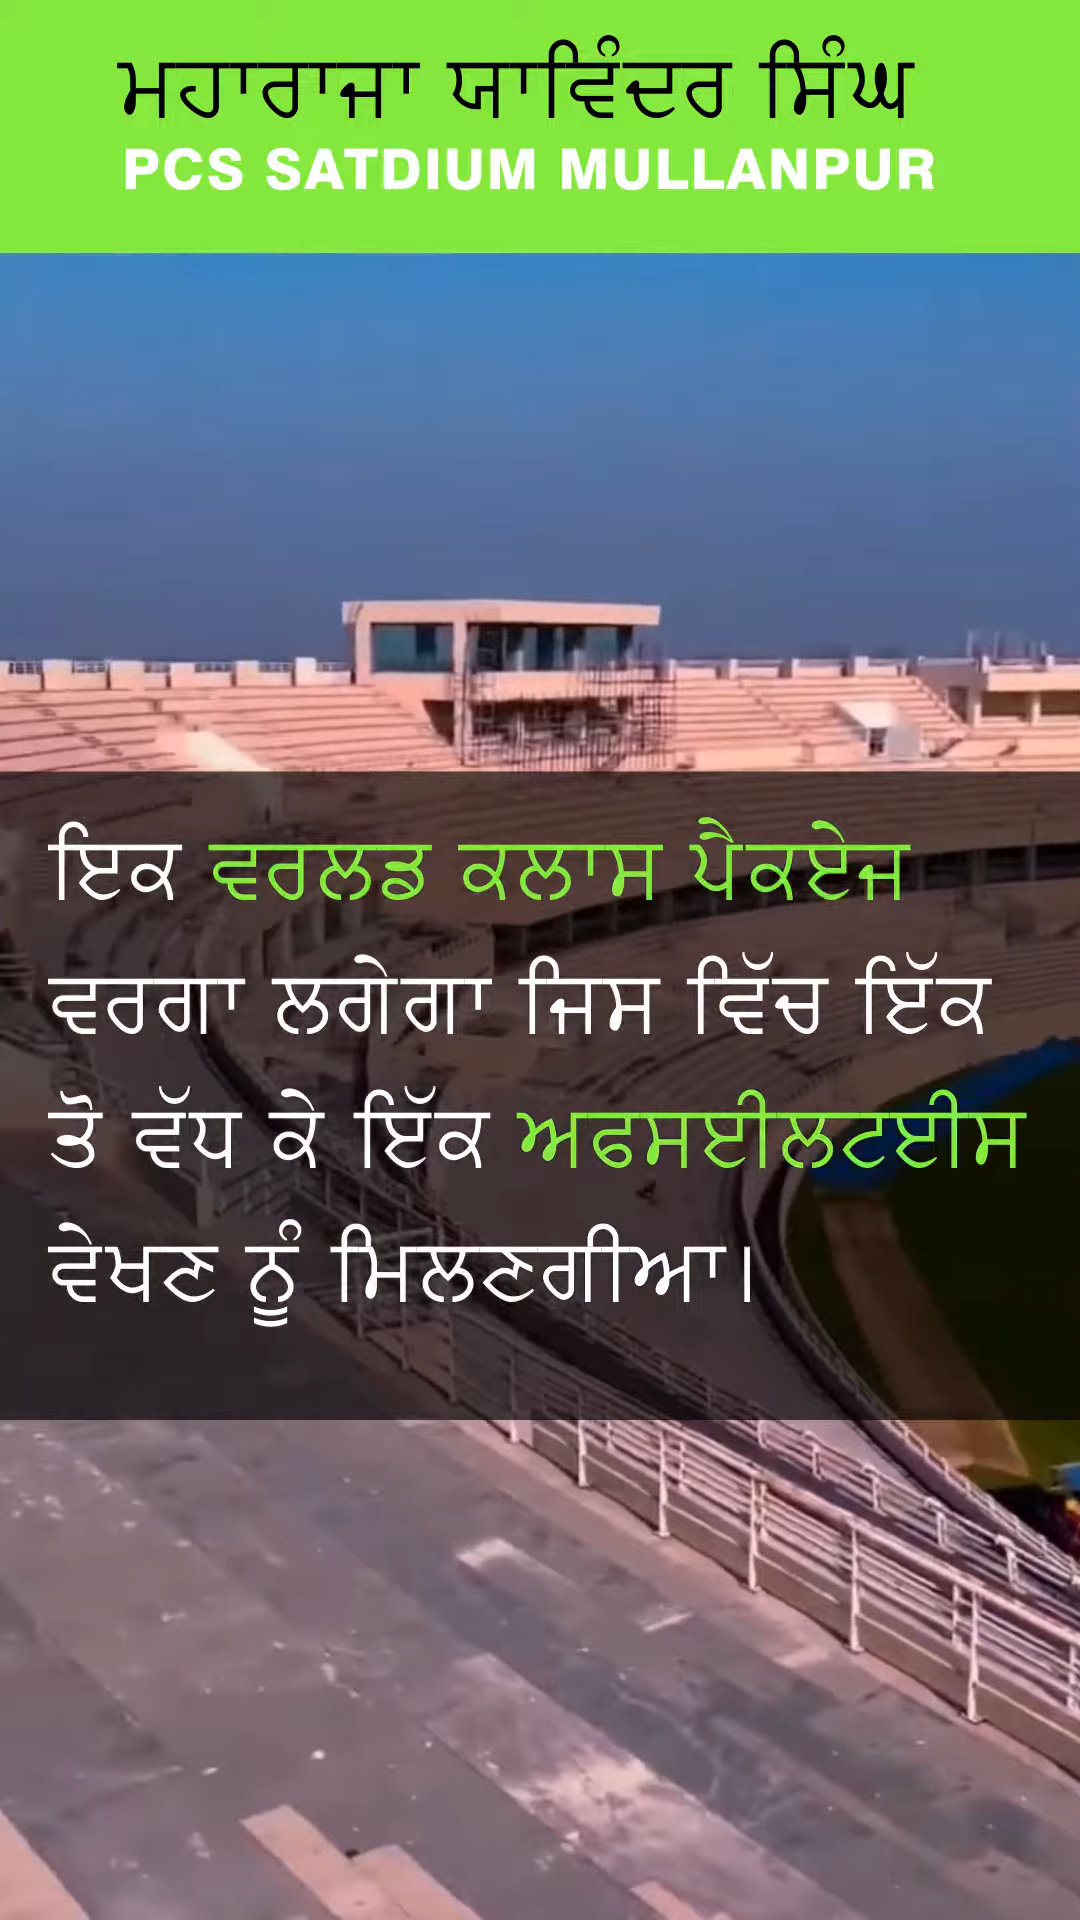 ਮਹਾਰਾਜਾ ਯਾਵਿੰਦਰ ਸਿੰਘ
PCS SATDIUM MULLANPUR
ਇਕ ਵਰਲਡ ਕਲਾਸ ਪੈਕਏਜ
ਵਰਗਾ ਲਗੇਗਾ ਜਿਸ ਵਿੱਚ ਇੱਕ
ਤੋ ਵੱਧ ਕੇ ਇੱਕ ਅਫਸਈਲਟਈਸ
ਵੇਖਣ ਨੂੰ ਮਿਲਣਗੀਆ।